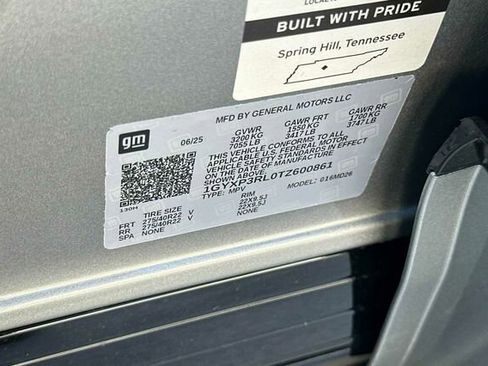 BUILT WITH PRIDE
Spring Hill, Tennessee
gm
MFD BY GENERAL MOTORS LLC
06/25 GVWR GAWR FRT GAWR RR
3200 KG 1550 KG 1700 KG
7055 LB 3417 LB 3747 LB
THIS VEHICLE CONFORMS TO ALL
APPLICABLE U.S. FEDERAL MOTOR
VEHICLE SAFETY STANDARDS IN EFFECT ON
THE DATE OF MANUFACTURE
1GYXP3RL0TZ600861
TYPE: MPV MODEL: 016MD26
TIRE SIZE RIM
FRT 275/40R22 V 22X9.5J
RR 275/40R22 V 22X9.5J
SPA NONE NONE